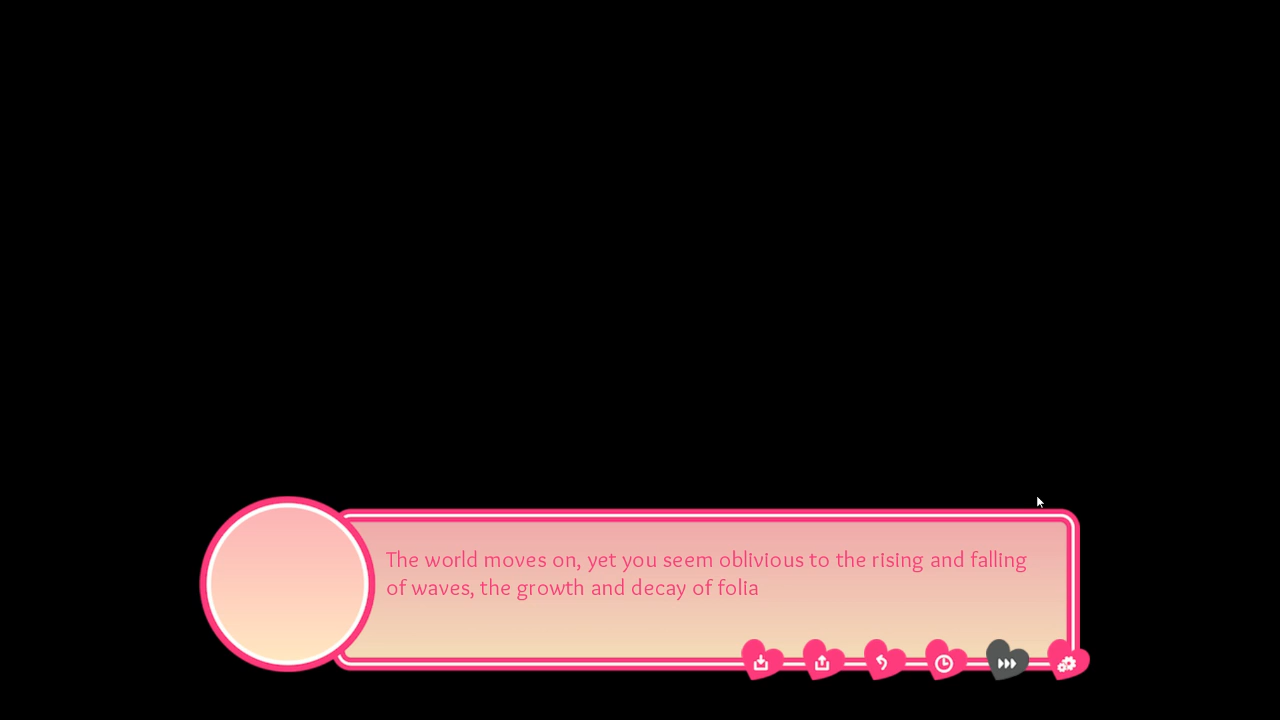 The world moves on, yet you seem oblivious to the rising and falling
of waves, the growth and decay of folia